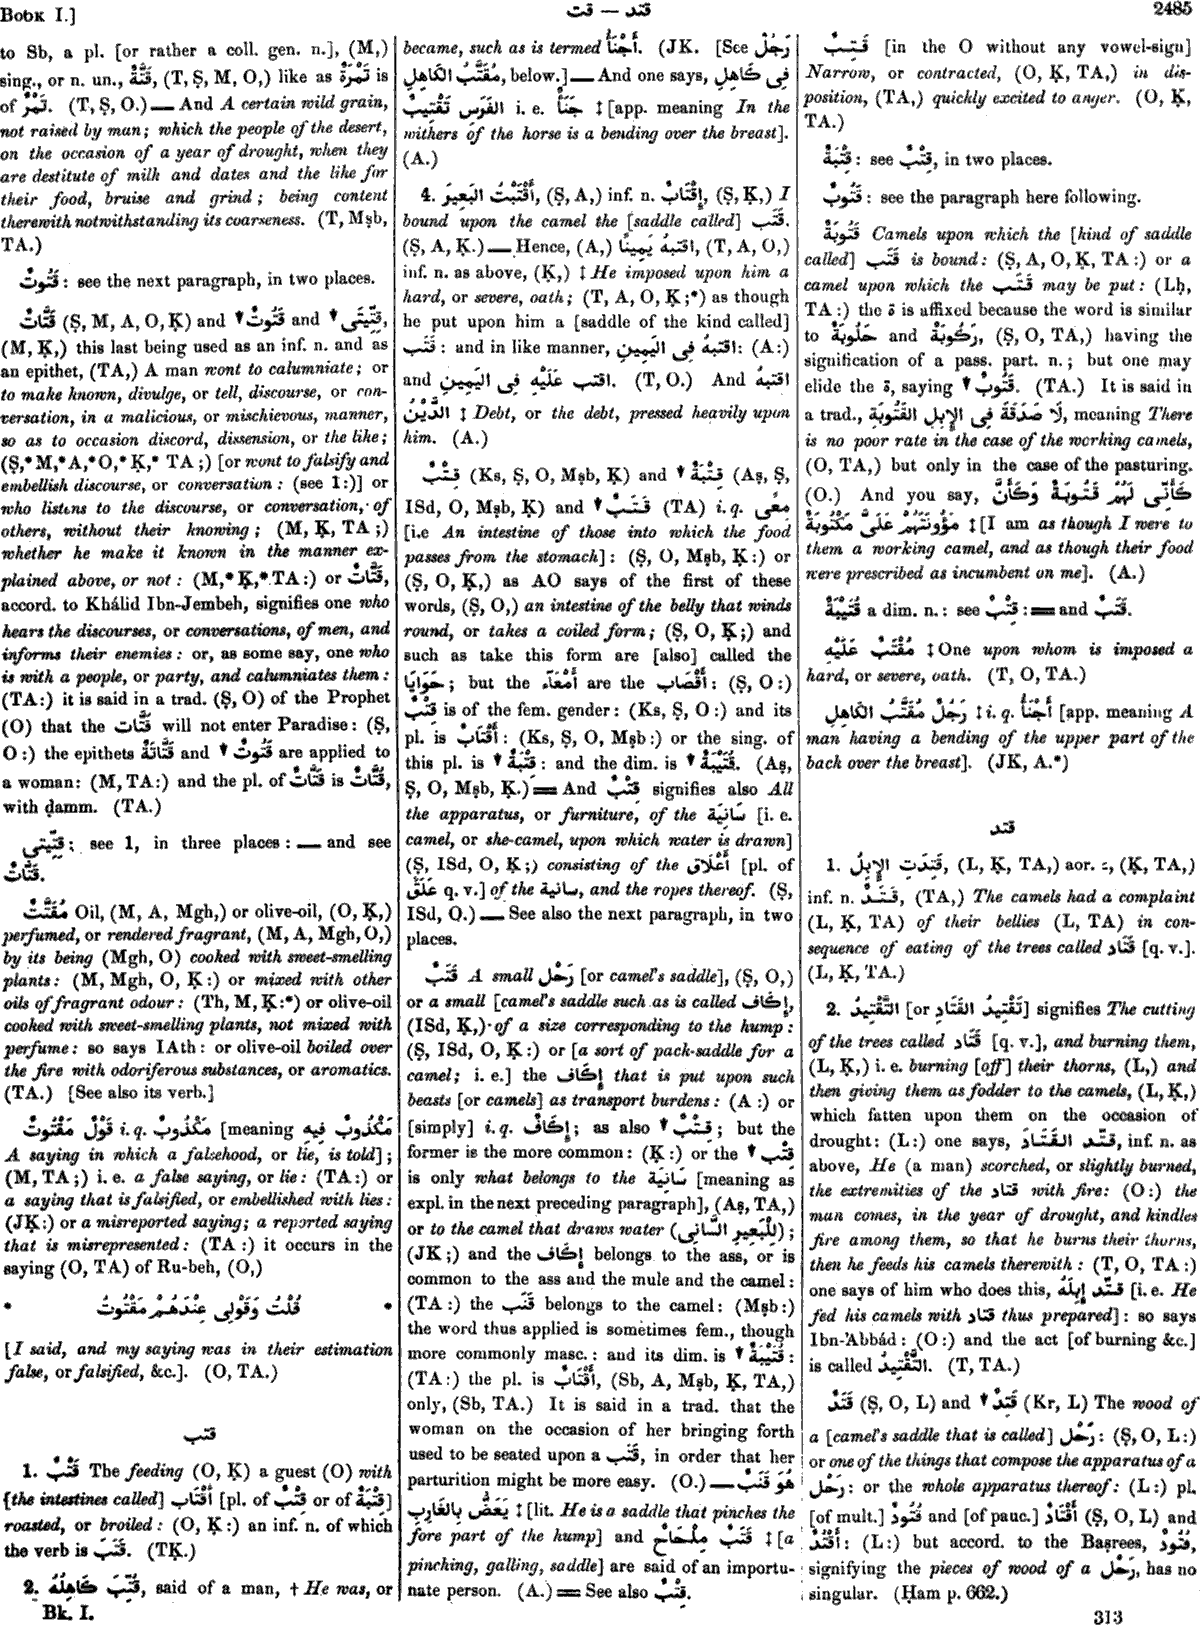 Book I.]
قت — قتد
2485
to Sb, a pl. [or rather a coll. gen. n.], (M,)
sing., or n. un., قَتَّةٌ, (T, Ṣ, M, O,) like as تَمْرَةٌ is
of تَمْرٌ. (T, Ṣ, O.) — And A certain wild grain,
not raised by man; which the people of the desert,
on the occasion of a year of drought, when they
are destitute of milk and dates and the like for
their food, bruise and grind; being content
therewith notwithstanding its coarseness. (T, Mṣb,
TA.)
قَتُوتٌ: see the next paragraph, in two places.
قَتَّاتٌ (Ṣ, M, A, O, Ḳ) and ↓ قَتُوتٌ and ↓ قِتِّيتَى,
(M, Ḳ,) this last being used as an inf. n. and as
an epithet, (TA,) A man wont to calumniate; or
to make known, divulge, or tell, discourse, or con-
versation, in a malicious, or mischievous, manner,
so as to occasion discord, dissension, or the like;
(Ṣ,* M,* A,* O,* Ḳ,* TA;) [or wont to falsify and
embellish discourse, or conversation: (see 1:)] or
who listens to the discourse, or conversation, of
others, without their knowing; (M, Ḳ, TA;)
whether he make it known in the manner ex-
plained above, or not: (M,* Ḳ,* TA:) or قَتَّاتٌ,
accord. to Khálid Ibn-Jembeh, signifies one who
hears the discourses, or conversations, of men, and
informs their enemies: or, as some say, one who
is with a people, or party, and calumniates them:
(TA:) it is said in a trad. (Ṣ, O) of the Prophet
(O) that the قَتَّات will not enter Paradise: (Ṣ,
O:) the epithets قَتَّاتَةٌ and ↓ قَتُوتٌ are applied to
a woman: (M, TA:) and the pl. of قَتَّاتٌ is قُتَّاتٌ,
with ḍamm. (TA.)
قِتِّيتَى: see 1, in three places: — and see
قَتَّاتٌ.
مُقَتَّتٌ Oil, (M, A, Mgh,) or olive-oil, (O, Ḳ,)
perfumed, or rendered fragrant, (M, A, Mgh, O,)
by its being (Mgh, O) cooked with sweet-smelling
plants: (M, Mgh, O, Ḳ:) or mixed with other
oils of fragrant odour: (Th, M, Ḳ:*) or olive-oil
cooked with sweet-smelling plants, not mixed with
perfume: so says IAth: or olive-oil boiled over
the fire with odoriferous substances, or aromatics.
(TA.) [See also its verb.]
قَوْلٌ مَقْتُوتٌ i. q. مَكْذُوبٌ فِيهِ [meaning
A saying in which a falsehood, or lie, is told];
(M, TA;) i. e. a false saying, or lie: (TA:) or
a saying that is falsified, or embellished with lies:
(JK:) or a misreported saying; a reported saying
that is misrepresented: (TA:) it occurs in the
saying (O, TA) of Ru-beh, (O,)
* قُلْتُ وَقَوْلِى عِنْدَهُمْ مَقْتُوتُ *
[I said, and my saying was in their estimation
false, or falsified, &c.]. (O, TA.)
قتب
1. قَتْبٌ The feeding (O, Ḳ) a guest (O) with
[the intestines called] أَقْتَاب [pl. of قِتْبٌ or of قِتْبَةٌ]
roasted, or broiled: (O, Ḳ:) an inf. n. of which
the verb is قَتَبَ. (TḲ.)
2. قَتَّبَ كَاهِلُهُ, said of a man, † He was, or
Bk. I.
became, such as is termed أَجْنَأُ. (JK. [See رَجُلٌ
مُقَتَّبُ الكَاهِلِ, below.] — And one says, فِى كَاهِلِ
الفَرَسِ تَقْتِيبٌ i. e. جَنَأٌ ‡ [app. meaning In the
withers of the horse is a bending over the breast].
(A.)
4. أَقْتَبْتُ البَعِيرَ, (Ṣ, A,) inf. n. إِقْتَابٌ, (Ṣ, Ḳ,) I
bound upon the camel the [saddle called] قَتَب.
(Ṣ, A, Ḳ.) — Hence, (A,) اقتبهُ يَمِينًا, (T, A, O,)
inf. n. as above, (Ḳ,) ‡ He imposed upon him a
hard, or severe, oath; (T, A, O, Ḳ;*) as though
he put upon him a [saddle of the kind called]
قَتَب: and in like manner, اقتبهُ فِى اليَمِينِ: (A:)
and اقتب عَلَيْهِ فِى اليَمِينِ. (T, O.) And اقتبهُ
الدَّيْنُ ‡ Debt, or the debt, pressed heavily upon
him. (A.)
قِتْبٌ (Ks, Ṣ, O, Mṣb, Ḳ) and ↓ قِتْبَةٌ (Aṣ, Ṣ,
ISd, O, Mṣb, Ḳ) and ↓ قَتَبٌ (TA) i. q. مِعًى
[i.e An intestine of those into which the food
passes from the stomach]: (Ṣ, O, Mṣb, Ḳ:) or
(Ṣ, O, Ḳ,) as AO says of the first of these
words, (Ṣ, O,) an intestine of the belly that winds
round, or takes a coiled form; (Ṣ, O, Ḳ;) and
such as take this form are [also] called the
حَوَايَا; but the أَمْعَآء are the أَقْصَاب: (Ṣ, O:)
قِتْبٌ is of the fem. gender: (Ks, Ṣ, O:) and its
pl. is أَقْتَابٌ: (Ks, Ṣ, O, Mṣb:) or the sing. of
this pl. is ↓ قِتْبَةٌ: and the dim. is ↓ قُتَيْبَةٌ. (Aṣ,
Ṣ, O, Mṣb, Ḳ.) = And قِتْبٌ signifies also All
the apparatus, or furniture, of the سَانِيَة [i. e.
camel, or she-camel, upon which water is drawn]
(Ṣ, ISd, O, Ḳ;) consisting of the أَعْلَاق [pl. of
عَلَقٌ q. v.] of the سانية, and the ropes thereof. (Ṣ,
ISd, O.) — See also the next paragraph, in two
places.
قَتَبٌ A small رَحْل [or camel's saddle], (Ṣ, O,)
or a small [camel's saddle such as is called إِكَاف,
(ISd, Ḳ,) of a size corresponding to the hump:
(Ṣ, ISd, O, Ḳ:) or [a sort of pack-saddle for a
camel; i. e.] the إِكَاف that is put upon such
beasts [or camels] as transport burdens: (A:) or
[simply] i. q. إِكَافٌ; as also ↓ قِتْبٌ; but the
former is the more common: (Ḳ:) or the ↓ قِتْب
is only what belongs to the سَانِيَة [meaning as
expl. in the next preceding paragraph], (Aṣ, TA,)
or to the camel that draws water (لِلْبَعِيرِ السَّانِى);
(JK;) and the إِكَاف belongs to the ass, or is
common to the ass and the mule and the camel:
(TA:) the قَتَب belongs to the camel: (Mṣb:)
the word thus applied is sometimes fem., though
more commonly masc.: and its dim. is ↓ قُتَيْبَةٌ:
(TA:) the pl. is أَقْتَابٌ, (Sb, A, Mṣb, Ḳ, TA,)
only, (Sb, TA.) It is said in a trad. that the
woman on the occasion of her bringing forth
used to be seated upon a قَتَب, in order that her
parturition might be more easy. (O.) — هُوَ قَتَبٌ
يَعَضُّ بِالغَارِبِ ‡ [lit. He is a saddle that pinches the
fore part of the hump] and قَتَبٌ مِلْحَاحٌ ‡ [a
pinching, galling, saddle] are said of an importu-
nate person. (A.) = See also قِتْبٌ.
قَتِبٌ [in the O without any vowel-sign]
Narrow, or contracted, (O, Ḳ, TA,) in dis-
position, (TA,) quickly excited to anger. (O, Ḳ,
TA.)
قِتْبَةٌ: see قِتْبٌ, in two places.
قَتُوبٌ: see the paragraph here following.
قَتُوبَةٌ Camels upon which the [kind of saddle
called] قَتَب is bound: (Ṣ, A, O, Ḳ, TA:) or a
camel upon which the قَتَب may be put: (Lḥ,
TA:) the ة is affixed because the word is similar
to حَلُوبَةٌ and رَكُوبَةٌ, (Ṣ, O, TA,) having the
signification of a pass. part. n.; but one may
elide the ة, saying ↓ قَتُوبٌ. (TA.) It is said in
a trad., لَا صَدَقَةَ فِى الإِبِلِ القَتُوبَةِ, meaning There
is no poor rate in the case of the working camels,
(O, TA,) but only in the case of the pasturing.
(O.) And you say, كَأَنِّى لَهُمْ قَتُوبَةٌ وَكَأَنَّ
مَؤُونَتَهُمْ عَلَىَّ مَكْتُوبَةٌ ‡ [I am as though I were to
them a working camel, and as though their food
were prescribed as incumbent on me]. (A.)
قُتَيْبَةٌ a dim. n.: see قِتْبٌ: = and قَتَبٌ.
مُقْتَبٌ عَلَيْهِ ‡ One upon whom is imposed a
hard, or severe, oath. (T, O, TA.)
رَجُلٌ مُقَتَّبُ الكَاهِلِ ‡ i. q. أَجْنَأُ [app. meaning A
man having a bending of the upper part of the
back over the breast]. (JK, A.*)
قتد
1. قَتِدَتِ الإِبِلُ, (L, Ḳ, TA,) aor. ـَ, (Ḳ, TA,)
inf. n. قَتَدٌ, (TA,) The camels had a complaint
(L, Ḳ, TA) of their bellies (L, TA) in con-
sequence of eating of the trees called قَتَاد [q. v.].
(L, Ḳ, TA.)
2. التَّقْتِيدُ [or تَقْتِيدُ القَتَادِ] signifies The cutting
of the trees called قَتَاد [q. v.], and burning them,
(L, Ḳ,) i. e. burning [off] their thorns, (L,) and
then giving them as fodder to the camels, (L, Ḳ,)
which fatten upon them on the occasion of
drought: (L:) one says, قَتَّد القَتَادَ, inf. n. as
above, He (a man) scorched, or slightly burned,
the extremities of the قتاد with fire: (O:) the
man comes, in the year of drought, and kindles
fire among them, so that he burns their thorns,
then he feeds his camels therewith: (T, O, TA:)
one says of him who does this, قَتَّد إِبِلَهُ [i. e. He
fed his camels with قتاد thus prepared]: so says
Ibn-'Abbád: (O:) and the act [of burning &c.]
is called التَّقْتِيدُ. (T, TA.)
قَتَدٌ (Ṣ, O, L) and ↓ قِتْدٌ (Kr, L) The wood of
a [camel's saddle that is called] رَحْل: (Ṣ, O, L:)
or one of the things that compose the apparatus of a
رَحْل: or the whole apparatus thereof: (L:) pl.
[of mult.] قُتُودٌ and [of pauc.] أَقْتَادٌ (Ṣ, O, L) and
أَقْتُدٌ: (L:) but accord. to the Baṣrees, قُتُودٌ,
signifying the pieces of wood of a رَحْل, has no
singular. (Ḥam p. 662.)
313